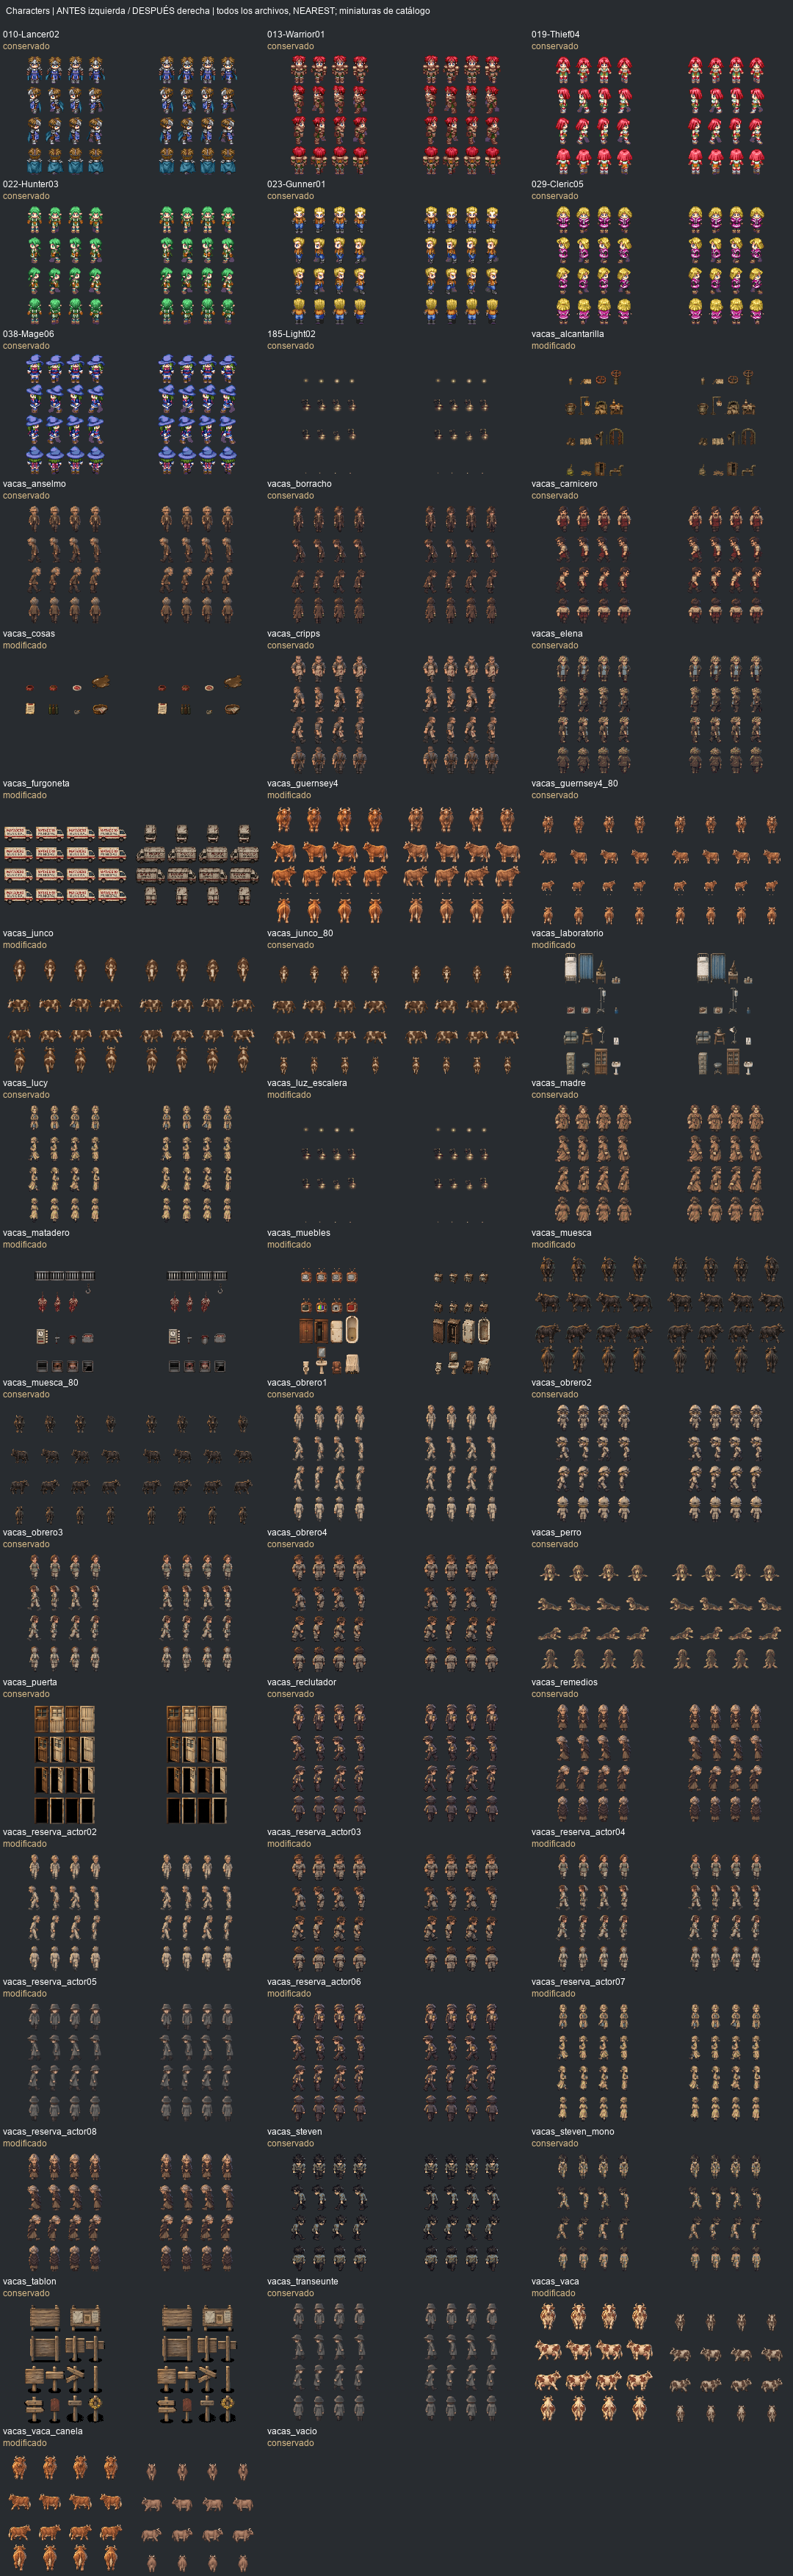 Characters | ANTES izquierda / DESPUÉS derecha | todos los archivos, NEAREST; miniaturas de catálogo
010-Lancer02
conservado
013-Warrior01
conservado
019-Thief04
conservado
022-Hunter03
conservado
023-Gunner01
conservado
029-Cleric05
conservado
038-Mage06
conservado
185-Light02
conservado
vacas_alcantarilla
modificado
vacas_anselmo
conservado
vacas_borracho
conservado
vacas_carnicero
conservado
vacas_cosas
modificado
vacas_cripps
conservado
vacas_elena
conservado
vacas_furgoneta
modificado
vacas_guernsey4
modificado
vacas_guernsey4_80
conservado
vacas_junco
modificado
vacas_junco_80
conservado
vacas_laboratorio
modificado
vacas_lucy
conservado
vacas_luz_escalera
modificado
vacas_madre
conservado
vacas_matadero
modificado
vacas_muebles
modificado
vacas_muesca
modificado
vacas_muesca_80
conservado
vacas_obrero1
conservado
vacas_obrero2
conservado
vacas_obrero3
conservado
vacas_obrero4
conservado
vacas_perro
conservado
vacas_puerta
conservado
vacas_reclutador
conservado
vacas_remedios
conservado
vacas_reserva_actor02
modificado
vacas_reserva_actor03
modificado
vacas_reserva_actor04
modificado
vacas_reserva_actor05
modificado
vacas_reserva_actor06
modificado
vacas_reserva_actor07
modificado
vacas_reserva_actor08
modificado
vacas_steven
conservado
vacas_steven_mono
conservado
vacas_tablon
conservado
vacas_transeunte
conservado
vacas_vaca
modificado
vacas_vaca_canela
modificado
vacas_vacio
conservado